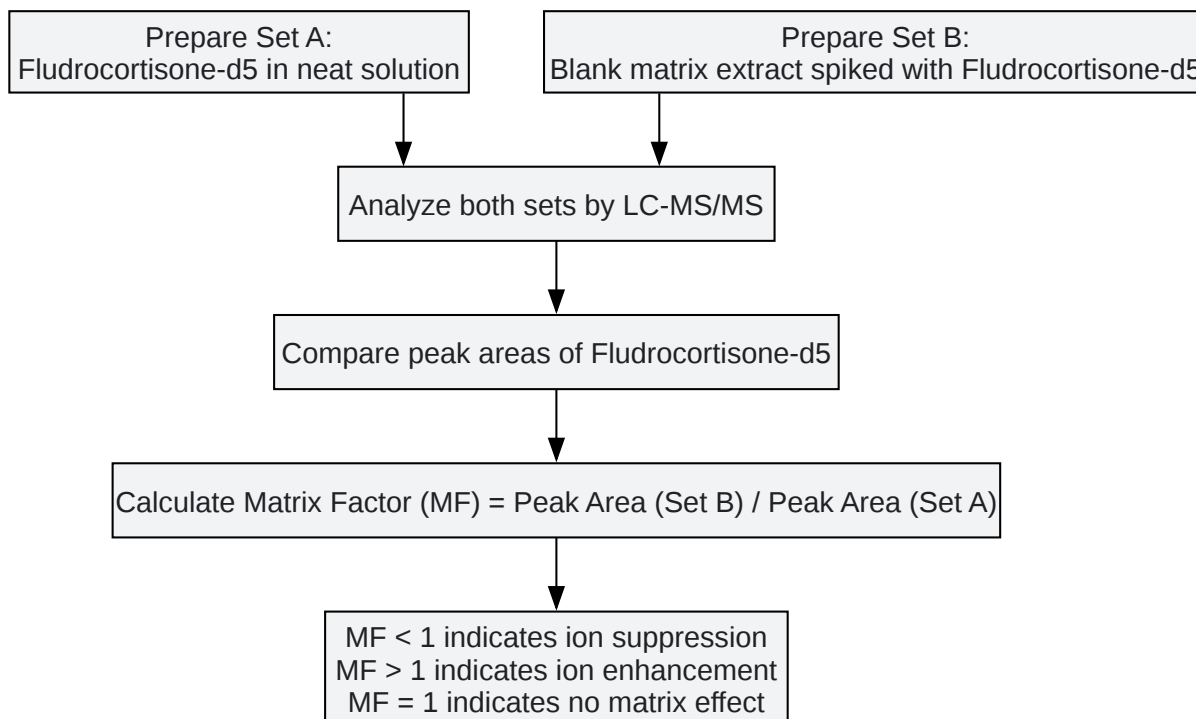 Prepare Set A:
Fludrocortisone-d5 in neat solution
Prepare Set B:
Blank matrix extract spiked with Fludrocortisone-d5
Analyze both sets by LC-MS/MS
Compare peak areas of Fludrocortisone-d5
Calculate Matrix Factor (MF) = Peak Area (Set B) / Peak Area (Set A)
MF < 1 indicates ion suppression
MF > 1 indicates ion enhancement
MF = 1 indicates no matrix effect